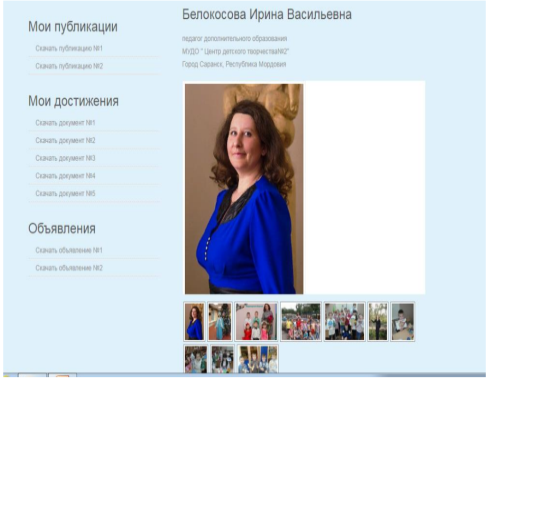 Мои публикации
Скачать публикацию №1
Скачать публикацию №2
Мои достижения
Скачать документ №1
Скачать документ №2
Скачать документ №3
Скачать документ №4
Скачать документ №5
Объявления
Скачать объявление №1
Скачать объявление №2
Белокосова Ирина Васильевна
педагог дополнительного образования
МУДО " Центр детского творчества№2"
Город Саранск, Республика Мордовия